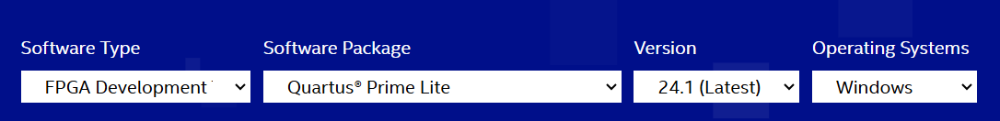 Software Type Software Package Version Operating Systems
FPGA Development Quartus® Prime Lite 24.1 (Latest) Windows